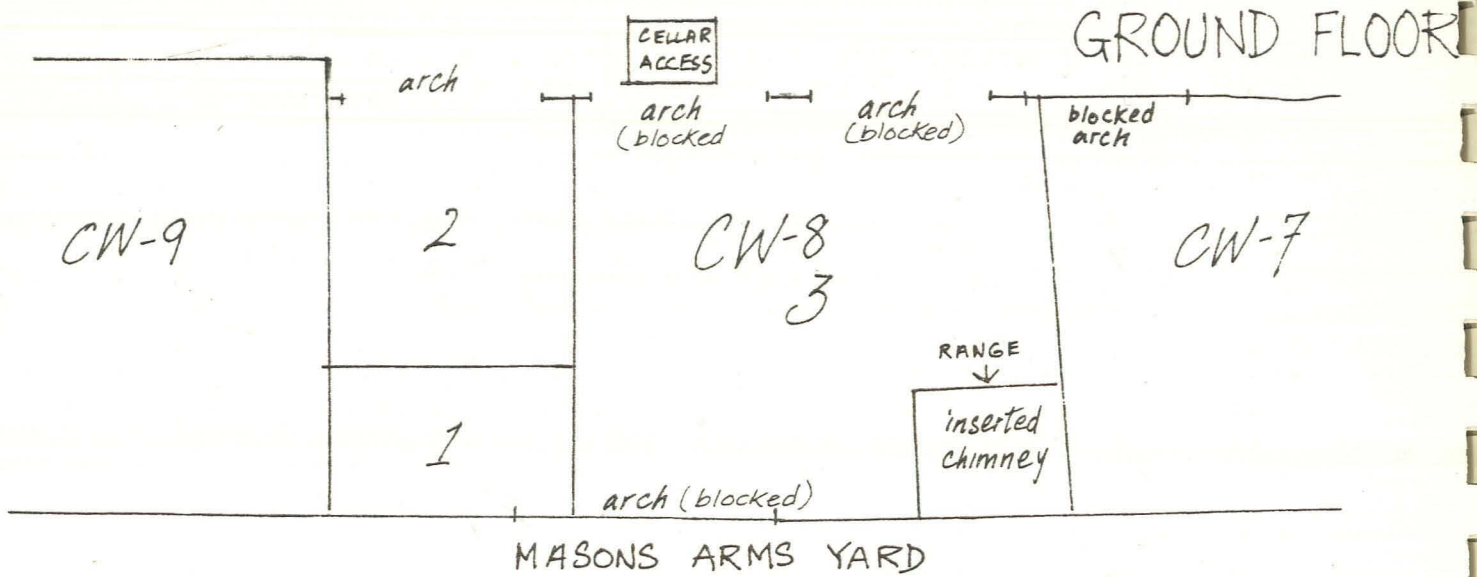 GROUND FLOOR
CELLAR
ACCESS
arch
arch
(blocked
arch
(blocked)
blocked
arch
CW-9
2
CW-8
3
CW-7
RANGE
inserted
chimney
1
arch (blocked)
MASONS ARMS YARD